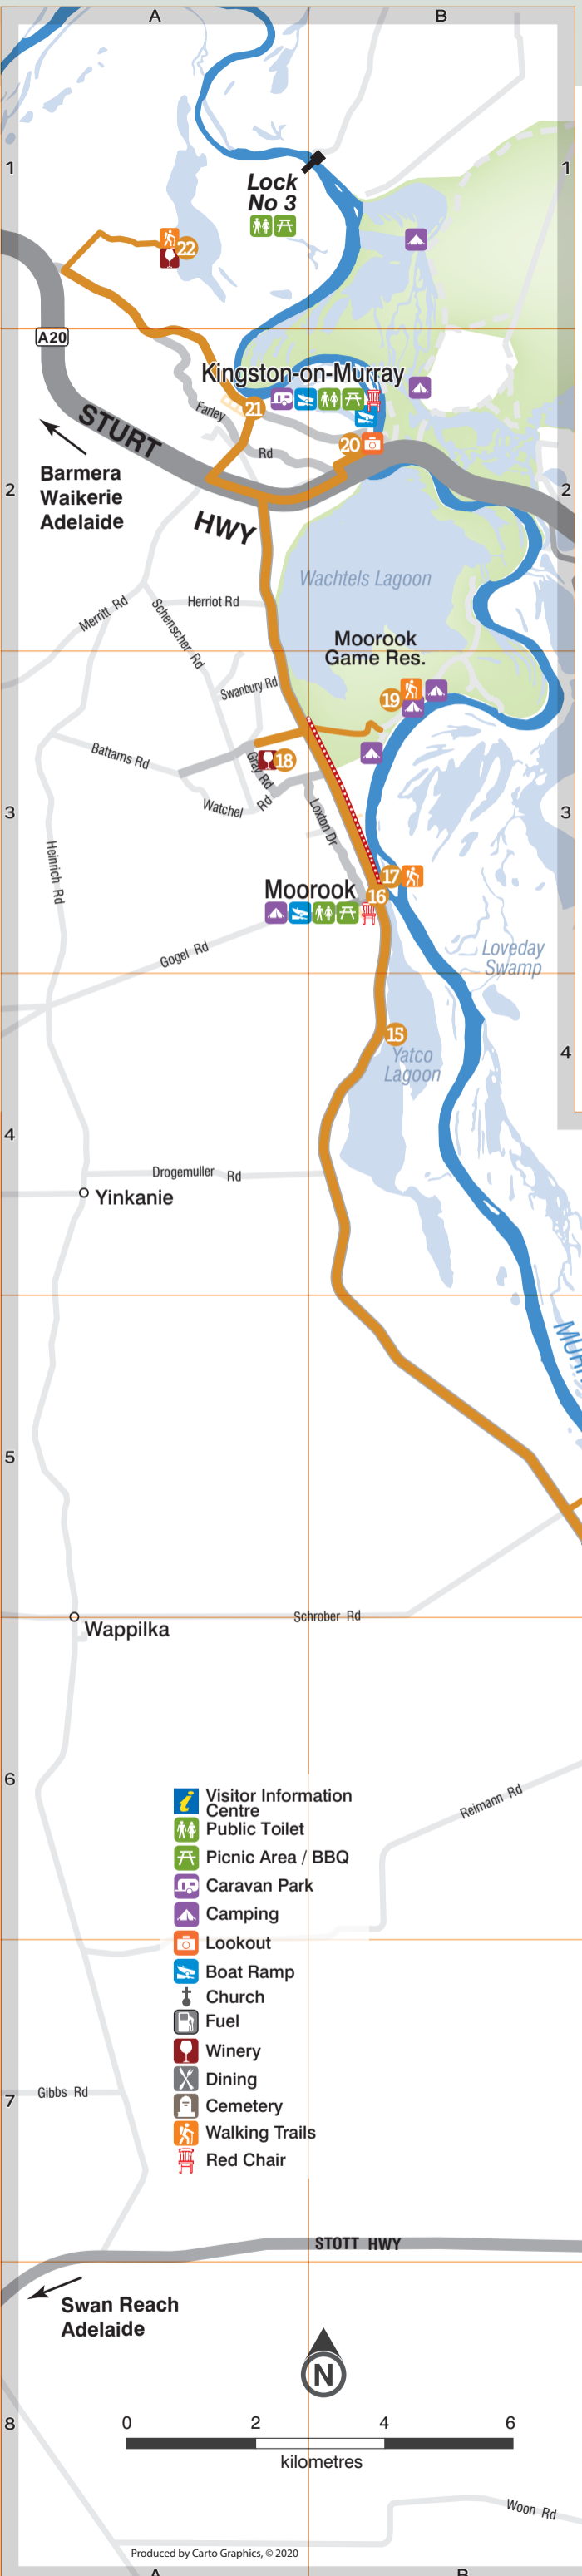 A B
1 1
Lock
No 3
22
A20
Kingston-on-Murray
21
Farley
Rd
20
STURT
HWY
Barmera
Waikerie
Adelaide
2 2
Wachtels Lagoon
Merritt Rd
Schenscher Rd
Herriot Rd
Moorook
Game Res.
Swanbury Rd
19
Battams Rd
18
Gray Rd
Watchel Rd
Loxton Dr
3 3
Heinrich Rd
17
Moorook
16
Gogel Rd
Loveday
Swamp
15
Yatco
Lagoon
4
4
Drogemuller Rd
Yinkanie
5
Schrober Rd
Wappilka
6
i
Visitor Information
Centre
Public Toilet
Picnic Area / BBQ
Caravan Park
Camping
Lookout
Boat Ramp
Church
Fuel
Winery
Dining
Cemetery
Walking Trails
Red Chair
Reimann Rd
7
Gibbs Rd
STOTT HWY
Swan Reach
Adelaide
N
8
0 2 4 6
kilometres
Woon Rd
Produced by Carto Graphics, © 2020